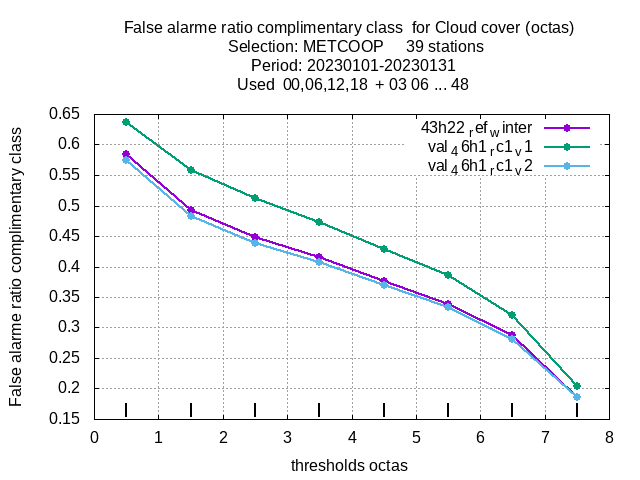 False alarme ratio complimentary class  for Cloud cover (octas)
Selection: METCOOP     39 stations
Period: 20230101-20230131
Used  00,06,12,18  + 03 06 ... 48
False alarme ratio complimentary class
43h22refwinter
val46h1rc1v1
val46h1rc1v2
0.65
0.6
0.55
0.5
0.45
0.4
0.35
0.3
0.25
0.2
0.15
0 1 2 3 4 5 6 7 8
thresholds octas